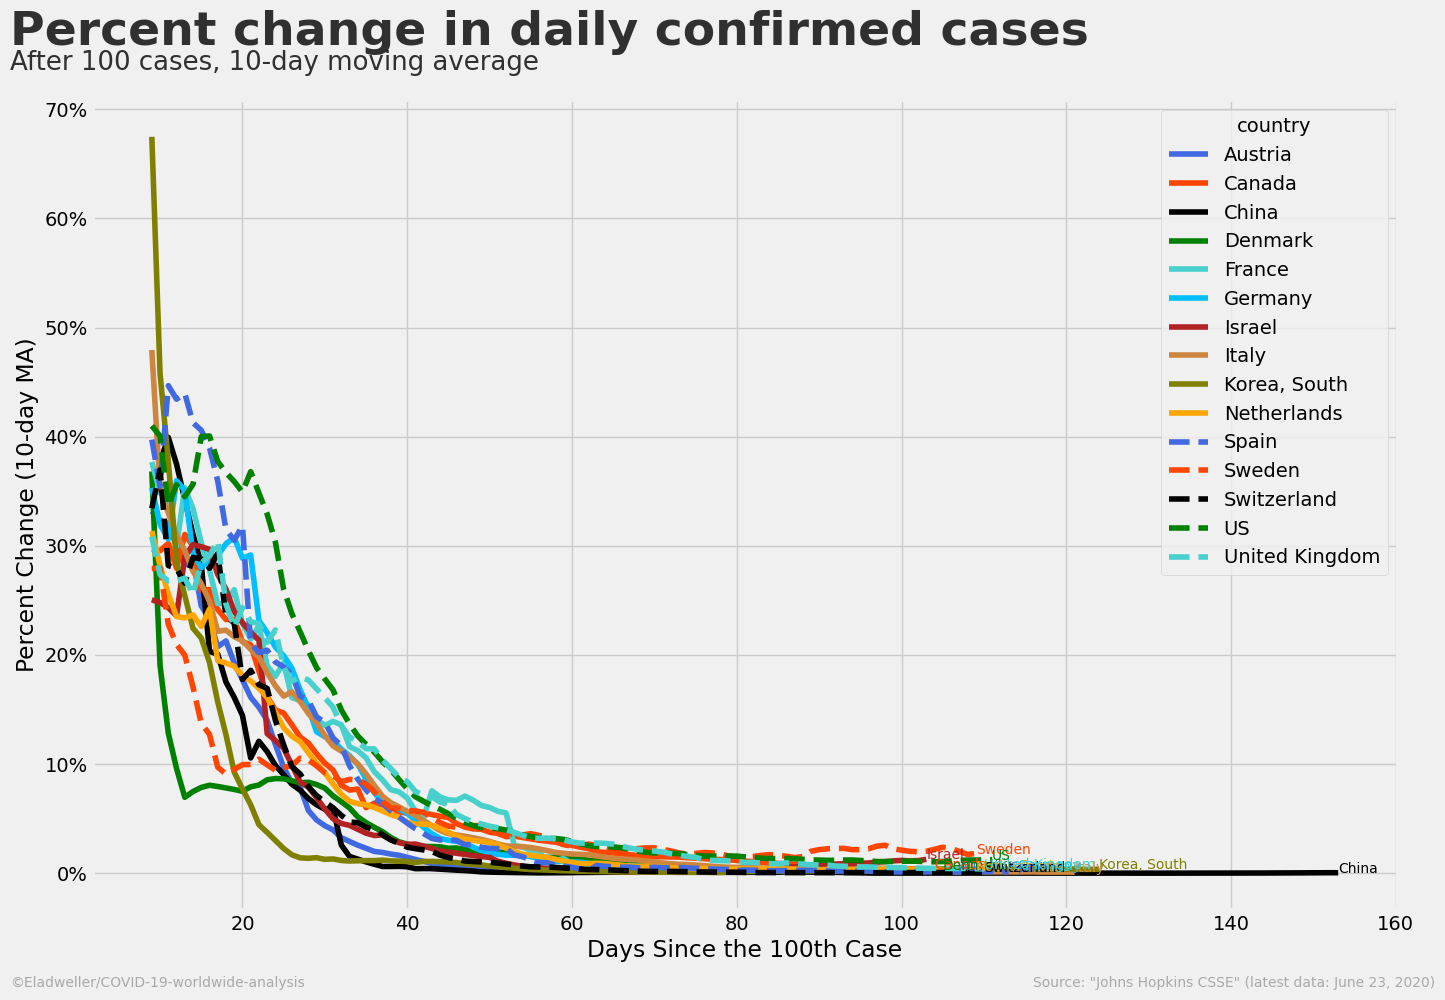 Percent change in daily confirmed cases
After 100 cases, 10-day moving average
Percent Change (10-day MA)
70%
60%
50%
40%
30%
20%
10%
0%
country
Austria
Canada
China
Denmark
France
Germany
Israel
Italy
Korea, South
Netherlands
Spain
Sweden
Switzerland
US
United Kingdom
Sweden
Israel
US
Korea, South
Switzerland
China
20
40
60
80
100
120
140
160
Days Since the 100th Case
©Eladweller/COVID-19-worldwide-analysis
Source: "Johns Hopkins CSSE" (latest data: June 23, 2020)